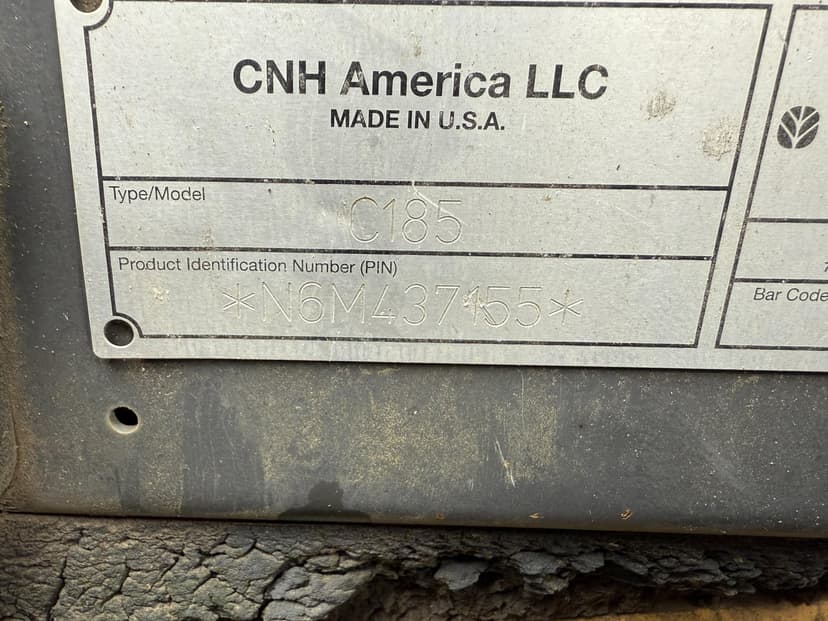 CNH America LLC
MADE IN U.S.A.
Type/Model
C185
Product Identification Number (PIN)
*N6M437155*
Bar Code